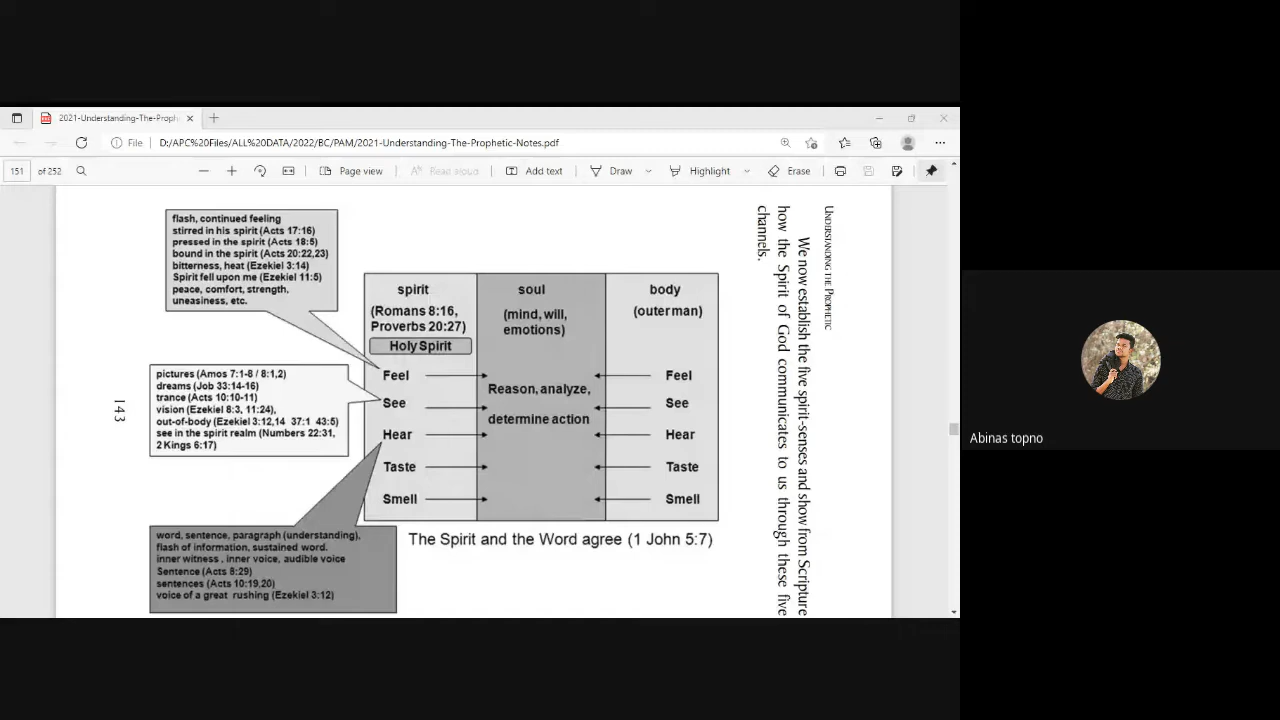 2021-Understanding-The-Proph
File
D:/APC%20Files/ALL%20DATA/2022/BC/PAM/2021-Understanding-The-Prophetic-Notes.pdf
151 of 252
Page view
Read aloud
Add text
Draw
Highlight
Erase
flash, continued feeling
stirred in his spirit (Acts 17:16)
pressed in the spirit (Acts 18:5)
bound in the spirit (Acts 20:22,23)
bitterness, heat (Ezekiel 3:14)
Spirit fell upon me (Ezekiel 11:5)
peace, comfort, strength,
uneasiness, etc.
pictures (Amos 7:1-8 / 8:1,2)
dreams (Job 33:14-16)
trance (Acts 10:10-11)
vision (Ezekiel 8:3, 11:24),
out-of-body (Ezekiel 3:12,14 37:1 43:5)
see in the spirit realm (Numbers 22:31,
2 Kings 6:17)
word, sentence, paragraph (understanding),
flash of information, sustained word.
inner witness , inner voice, audible voice
Sentence (Acts 8:29)
sentences (Acts 10:19,20)
voice of a great rushing (Ezekiel 3:12)
spirit
(Romans 8:16,
Proverbs 20:27)
Holy Spirit
Feel
See
Hear
Taste
Smell
soul
(mind, will,
emotions)
Reason, analyze,
determine action
body
(outer man)
Feel
See
Hear
Taste
Smell
The Spirit and the Word agree (1 John 5:7)
UNDERSTANDING THE PROPHETIC
We now establish the five spirit-senses and show from Scripture
how the Spirit of God communicates to us through these five
channels.
143
Abinas topno